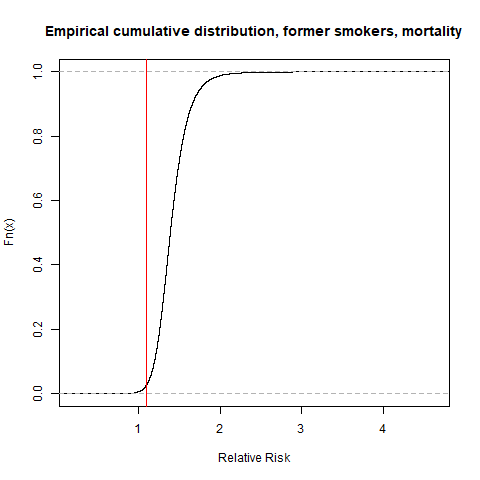 Empirical cumulative distribution, former smokers, mortality
Fn(x)
1.0
0.8
0.6
0.4
0.2
0.0
1 2 3 4
Relative Risk